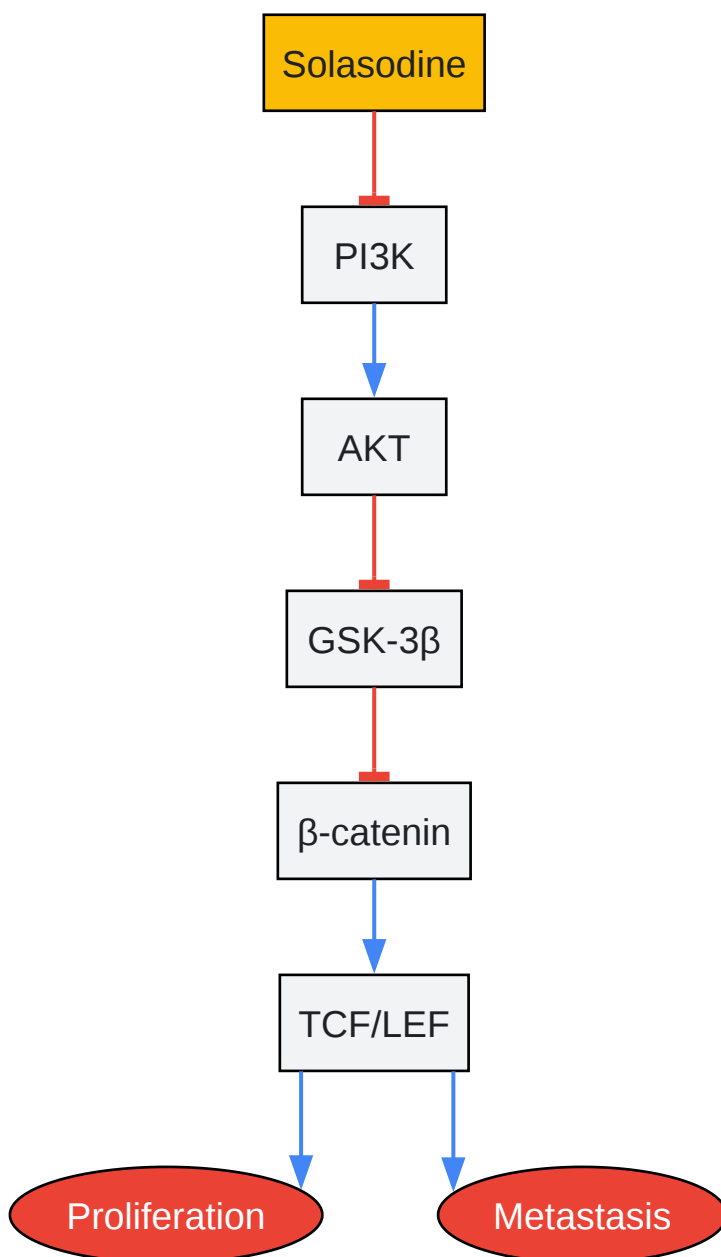 Solasodine
PI3K
AKT
GSK-3β
β-catenin
TCF/LEF
Proliferation
Metastasis